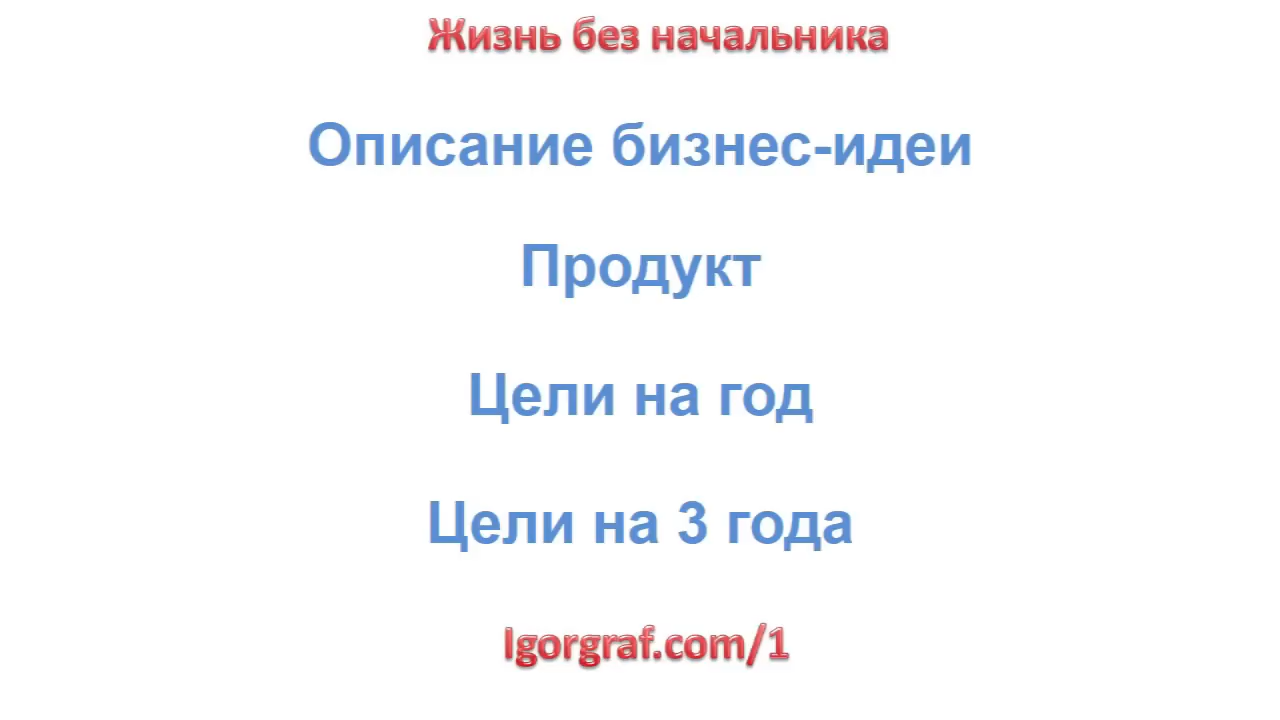 Жизнь без начальника
Описание бизнес-идеи
Продукт
Цели на год
Цели на 3 года
Igorgraf.com/1